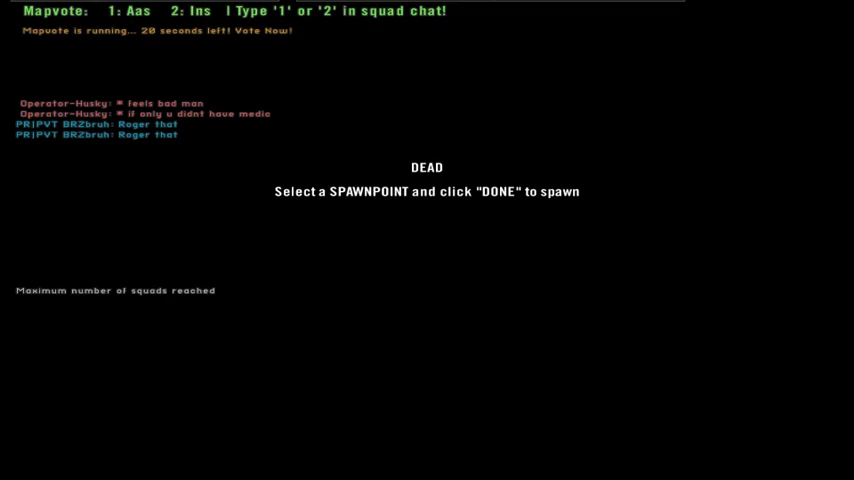 Mapvote: 1: Aas 2: Ins | Type '1' or '2' in squad chat!
Mapvote is running... 20 seconds left! Vote Now!
Operator-Husky: * feels bad man
Operator-Husky: * if only u didnt have medic
PR|PVT BRZbruh: Roger that
PR|PVT BRZbruh: Roger that
DEAD
Select a SPAWNPOINT and click "DONE" to spawn
Maximum number of squads reached